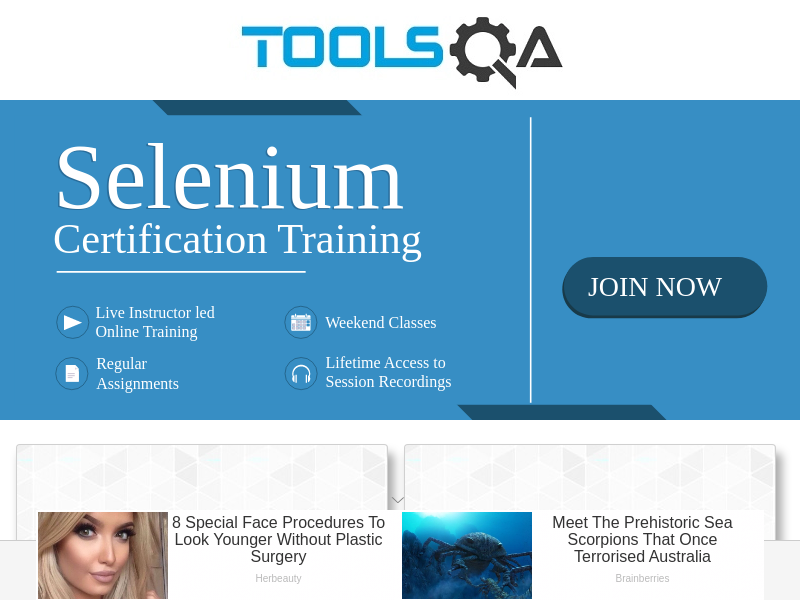 TOOLSQA
Selenium
Certification Training
JOIN NOW
Live Instructor led
Online Training
Weekend Classes
Regular
Assignments
Lifetime Access to
Session Recordings
8 Special Face Procedures To
Look Younger Without Plastic
Surgery
Herbeauty
Meet The Prehistoric Sea
Scorpions That Once
Terrorised Australia
Brainberries